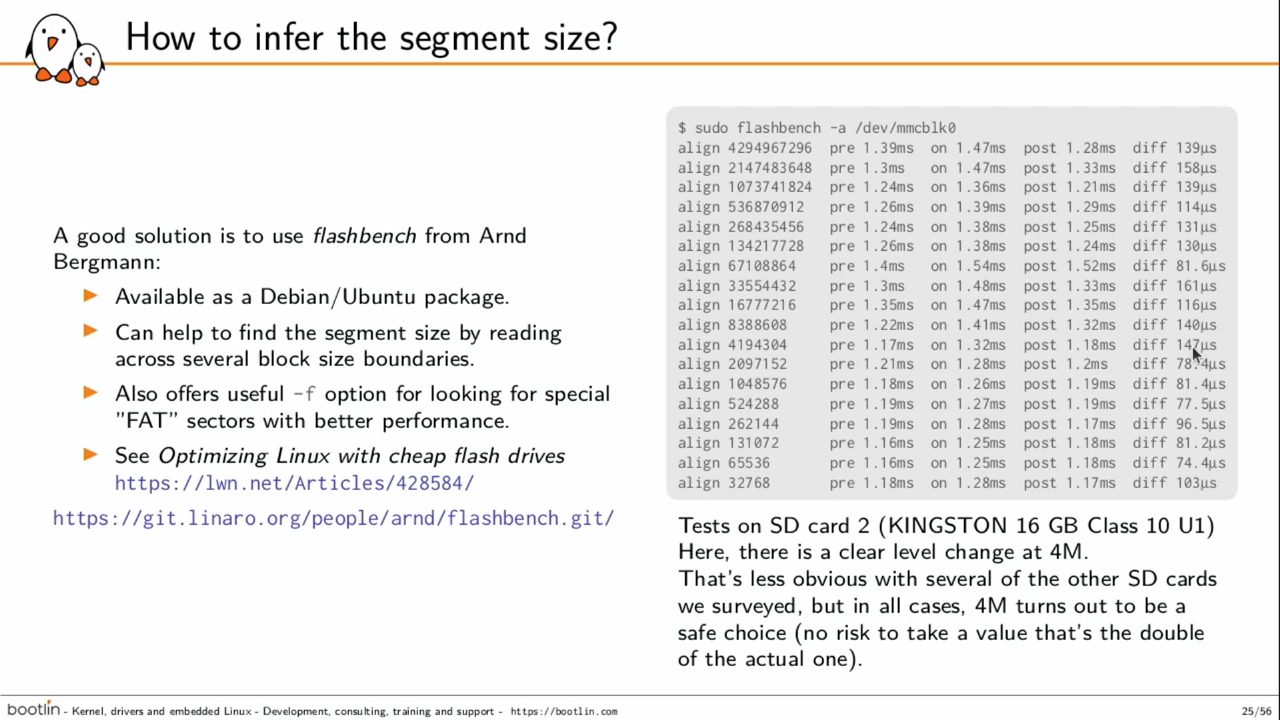 How to infer the segment size?
A good solution is to use flashbench from Arnd
Bergmann:
Available as a Debian/Ubuntu package.
Can help to find the segment size by reading
across several block size boundaries.
Also offers useful -f option for looking for special
"FAT" sectors with better performance.
See Optimizing Linux with cheap flash drives
https://lwn.net/Articles/428584/
https://git.linaro.org/people/arnd/flashbench.git/
$ sudo flashbench -a /dev/mmcblk0
align 4294967296 pre 1.39ms on 1.47ms post 1.28ms diff 139µs
align 2147483648 pre 1.3ms on 1.47ms post 1.33ms diff 158µs
align 1073741824 pre 1.24ms on 1.36ms post 1.21ms diff 139µs
align 536870912 pre 1.26ms on 1.39ms post 1.29ms diff 114µs
align 268435456 pre 1.24ms on 1.38ms post 1.25ms diff 131µs
align 134217728 pre 1.26ms on 1.38ms post 1.24ms diff 130µs
align 67108864 pre 1.4ms on 1.54ms post 1.52ms diff 81.6µs
align 33554432 pre 1.3ms on 1.48ms post 1.33ms diff 161µs
align 16777216 pre 1.35ms on 1.47ms post 1.35ms diff 116µs
align 8388608 pre 1.22ms on 1.41ms post 1.32ms diff 140µs
align 4194304 pre 1.17ms on 1.32ms post 1.18ms diff 147µs
align 2097152 pre 1.21ms on 1.28ms post 1.2ms diff 78.4µs
align 1048576 pre 1.18ms on 1.26ms post 1.19ms diff 81.4µs
align 524288 pre 1.19ms on 1.27ms post 1.19ms diff 77.5µs
align 262144 pre 1.19ms on 1.28ms post 1.17ms diff 96.5µs
align 131072 pre 1.16ms on 1.25ms post 1.18ms diff 81.2µs
align 65536 pre 1.16ms on 1.25ms post 1.18ms diff 74.4µs
align 32768 pre 1.18ms on 1.28ms post 1.17ms diff 103µs
Tests on SD card 2 (KINGSTON 16 GB Class 10 U1)
Here, there is a clear level change at 4M.
That's less obvious with several of the other SD cards
we surveyed, but in all cases, 4M turns out to be a
safe choice (no risk to take a value that's the double
of the actual one).
bootlin - Kernel, drivers and embedded Linux - Development, consulting, training and support - https://bootlin.com
25/56